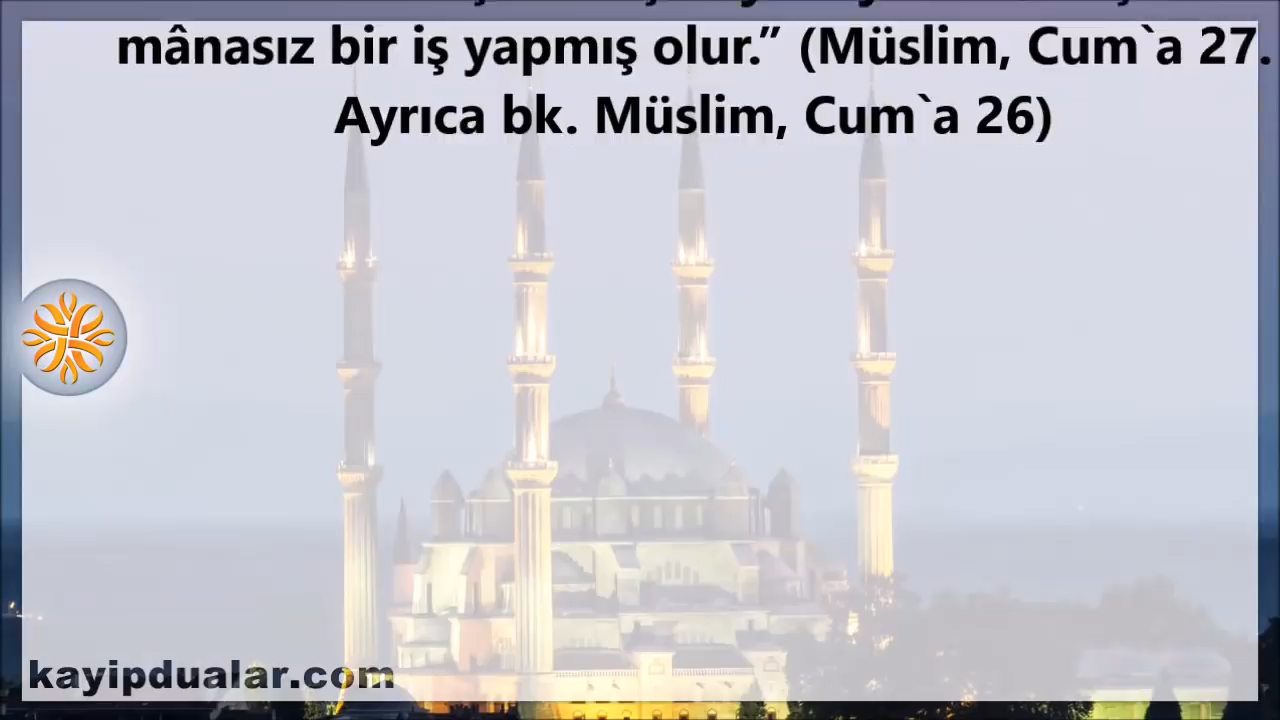 mânasız bir iş yapmış olur.” (Müslim, Cum`a 27.
Ayrıca bk. Müslim, Cum`a 26)
kayipdualar.com